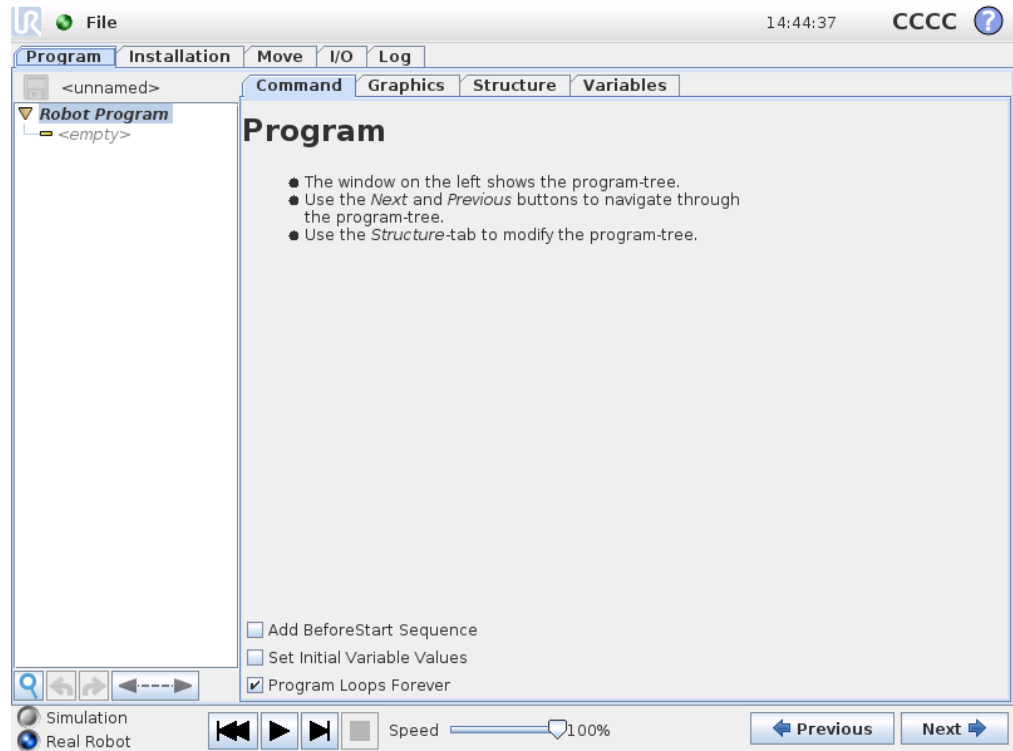 UR File 14:44:37 CCCC ?
Program Installation Move I/O Log
<unnamed>
Command Graphics Structure Variables
Robot Program
<empty>
Program
The window on the left shows the program-tree.
Use the Next and Previous buttons to navigate through
the program-tree.
Use the Structure-tab to modify the program-tree.
Add BeforeStart Sequence
Set Initial Variable Values
Program Loops Forever
Simulation
Real Robot
Speed 100%
Previous Next